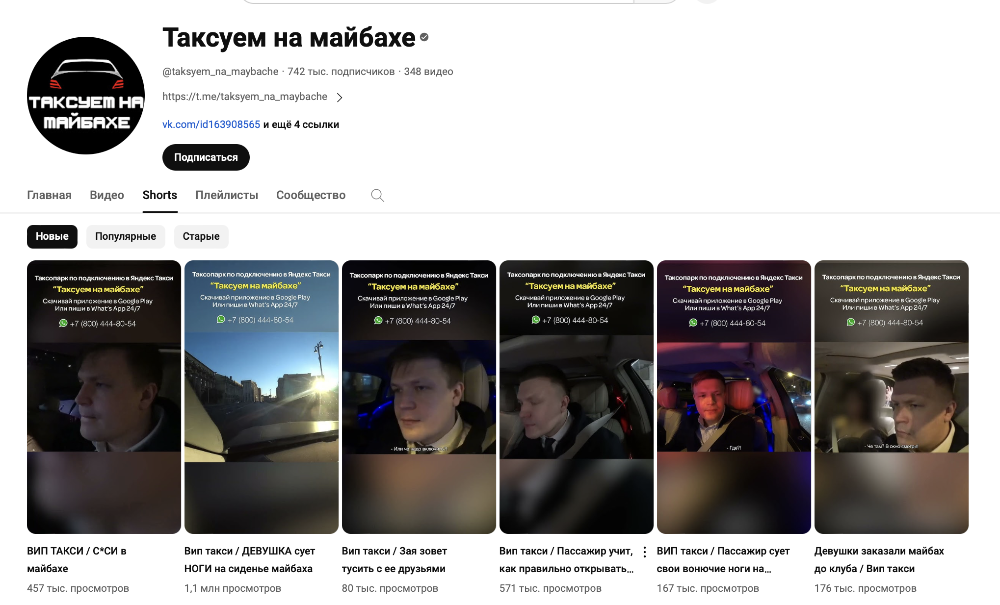 Таксуем на майбахе
ТАКСУЕМ НА
МАЙБАХЕ
@taksyem_na_maybache · 742 тыс. подписчиков · 348 видео
https://t.me/taksyem_na_maybache
vk.com/id163908565 и ещё 4 ссылки
Подписаться
Главная Видео Shorts Плейлисты Сообщество
Новые Популярные Старые
Таксопарк по подключению в Яндекс Такси
“Таксуем на майбахе”
Скачивай приложение в Google Play
Или пиши в What’s App 24/7
+7 (800) 444-80-54
Таксопарк по подключению в Яндекс Такси
“Таксуем на майбахе”
Скачивай приложение в Google Play
Или пиши в What’s App 24/7
+7 (800) 444-80-54
Таксопарк по подключению в Яндекс Такси
“Таксуем на майбахе”
Скачивай приложение в Google Play
Или пиши в What’s App 24/7
+7 (800) 444-80-54
- Или че надо включить?!
Таксопарк по подключению в Яндекс Такси
“Таксуем на майбахе”
Скачивай приложение в Google Play
Или пиши в What’s App 24/7
+7 (800) 444-80-54
Таксопарк по подключению в Яндекс Такси
“Таксуем на майбахе”
Скачивай приложение в Google Play
Или пиши в What’s App 24/7
+7 (800) 444-80-54
- Где?!
Таксопарк по подключению в Яндекс Такси
“Таксуем на майбахе”
Скачивай приложение в Google Play
Или пиши в What’s App 24/7
+7 (800) 444-80-54
- Че там? В окно смотри!
ВИП ТАКСИ / С*СИ в
майбахе
457 тыс. просмотров
Вип такси / ДЕВУШКА сует
НОГИ на сиденье майбаха
1,1 млн просмотров
Вип такси / Зая зовет
тусить с ее друзьями
80 тыс. просмотров
Вип такси / Пассажир учит,
как правильно открывать...
571 тыс. просмотров
ВИП такси / Пассажир сует
свои вонючие ноги на...
167 тыс. просмотров
Девушки заказали майбах
до клуба / Вип такси
176 тыс. просмотров